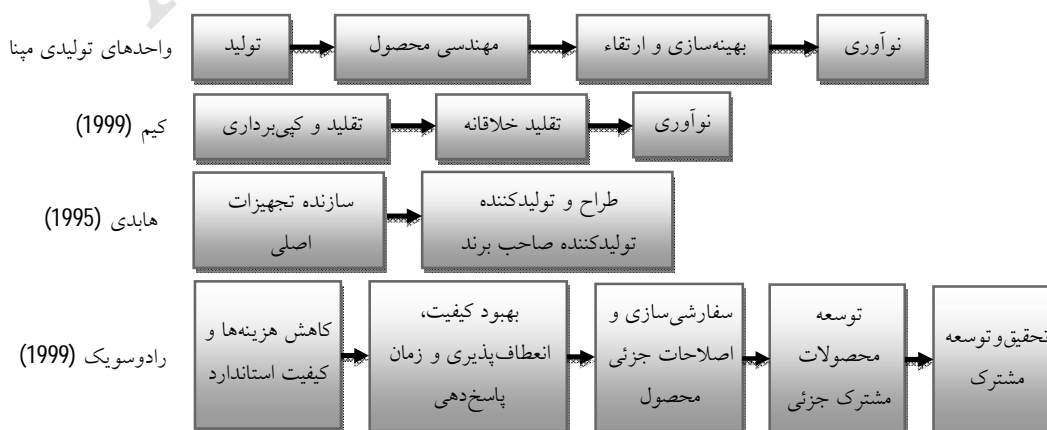 واحدهای تولیدی مپنا
تولید
مهندسی محصول
بهینه‌سازی و ارتقاء
نوآوری
کیم (1999)
تقلید و کپی‌برداری
تقلید خلاقانه
نوآوری
هابدی (1995)
سازنده تجهیزات
اصلی
طراح و تولیدکننده
تولیدکننده صاحب برند
رادوسویک (1999)
کاهش هزینه‌ها و
کیفیت استاندارد
بهبود کیفیت،
انعطاف‌پذیری و زمان
پاسخ‌دهی
سفارشی‌سازی و
اصلاحات جزئی
محصول
توسعه
محصولات
مشترک جزئی
تحقیق و توسعه
مشترک